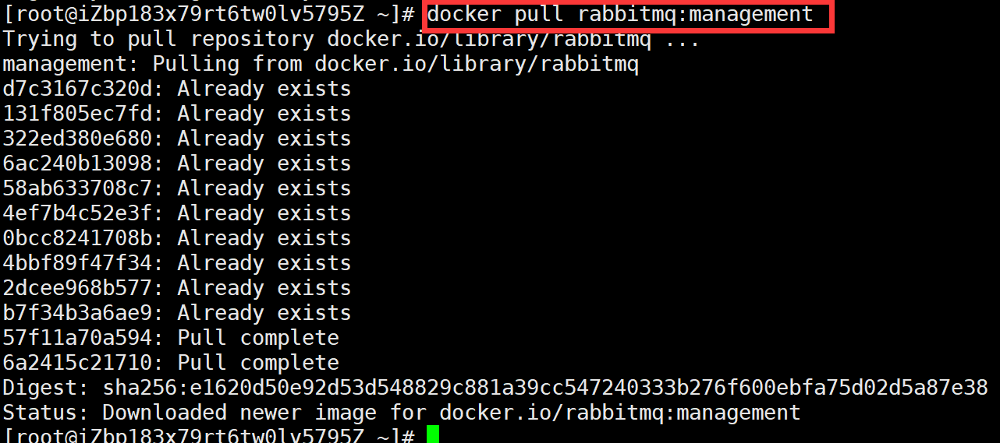 [root@iZbp183x79rt6tw0lv5795Z ~]# docker pull rabbitmq:management
Trying to pull repository docker.io/library/rabbitmq ...
management: Pulling from docker.io/library/rabbitmq
d7c3167c320d: Already exists
131f805ec7fd: Already exists
322ed380e680: Already exists
6ac240b13098: Already exists
58ab633708c7: Already exists
4ef7b4c52e3f: Already exists
0bcc8241708b: Already exists
4bbf89f47f34: Already exists
2dcee968b577: Already exists
b7f34b3a6ae9: Already exists
57f11a70a594: Pull complete
6a2415c21710: Pull complete
Digest: sha256:e1620d50e92d53d548829c881a39cc547240333b276f600ebfa75d02d5a87e38
Status: Downloaded newer image for docker.io/rabbitmq:management
[root@iZbp183x79rt6tw0lv5795Z ~]#